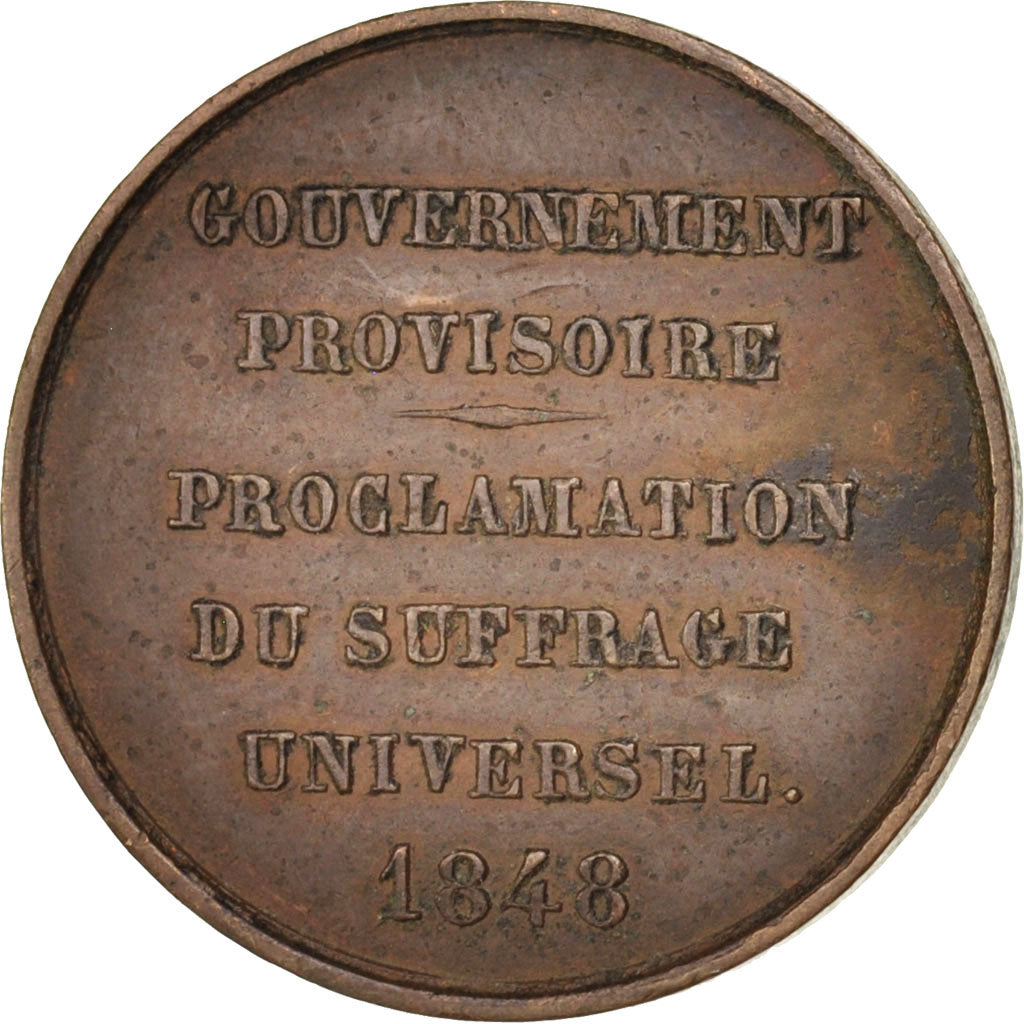 GOUVERNEMENT
PROVISOIRE
PROCLAMATION
DU SUFFRAGE
UNIVERSEL.
1848